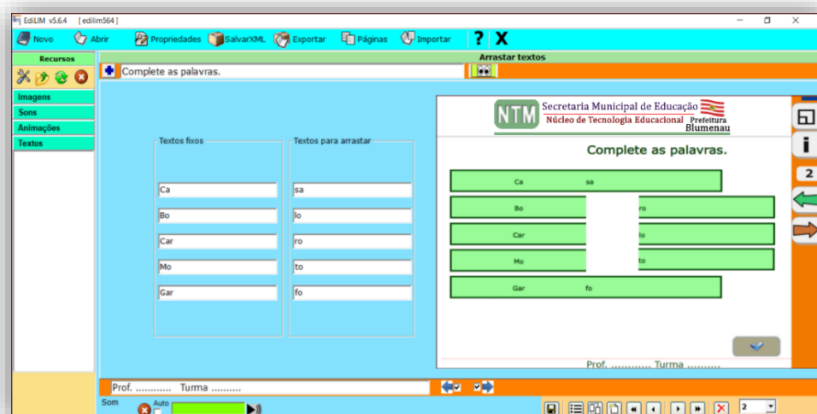 EdiLIM v5.6.4 [edilim564]
Novo Abrir Propriedades SalvarXML Exportar Páginas Importar ? X
Recursos
Arrastar textos
Complete as palavras.
Imagens
Sons
Animações
Textos
Textos fixos Textos para arrastar
Ca sa
Bo lo
Car ro
Mo to
Gar fo
NTM
Secretaria Municipal de Educação
Núcleo de Tecnologia Educacional
Prefeitura
Blumenau
Complete as palavras.
Ca sa
Bo ro
Car lo
Mo to
Gar fo
i
2
Prof. ............ Turma ..........
Prof. ............ Turma ..........
Som Auto
2